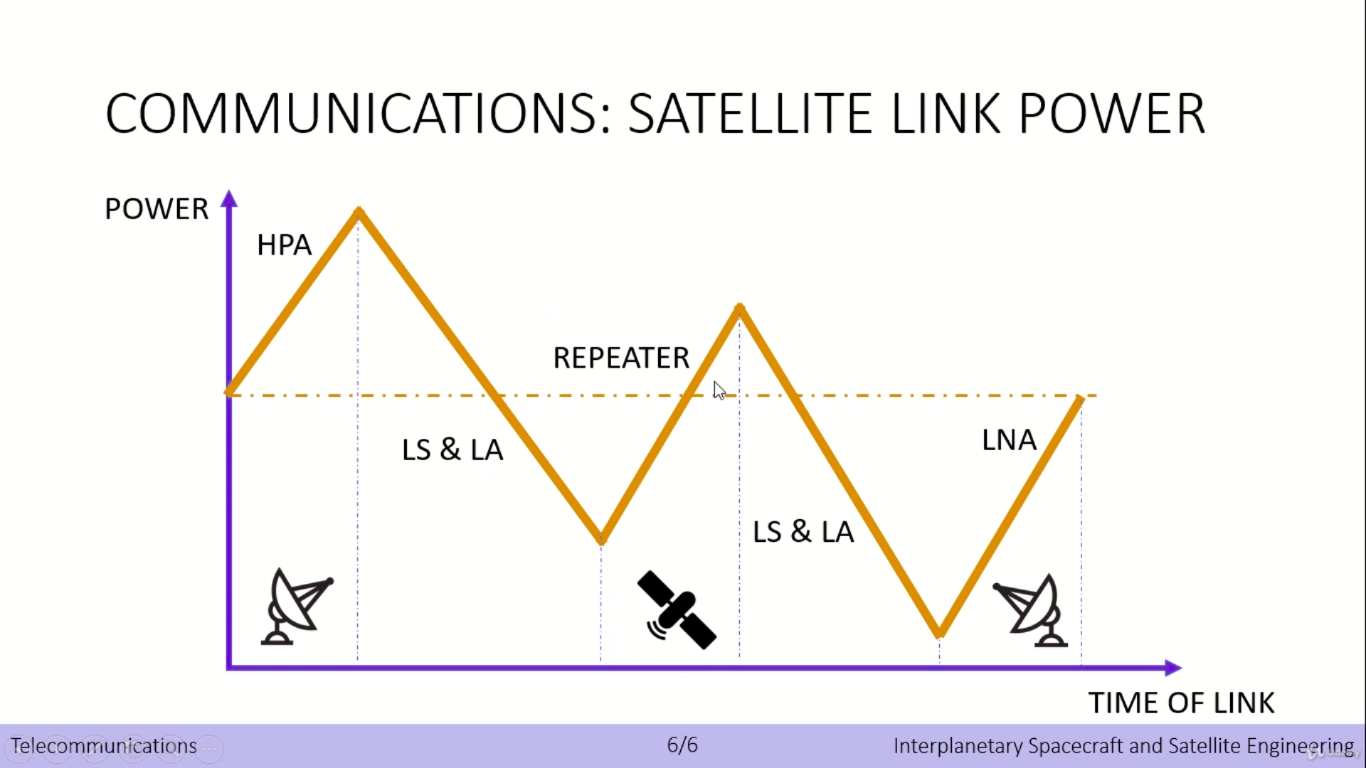 COMMUNICATIONS: SATELLITE LINK POWER
POWER
HPA
REPEATER
LS & LA
LNA
LS & LA
TIME OF LINK
Telecommunications
6/6
Interplanetary Spacecraft and Satellite Engineering